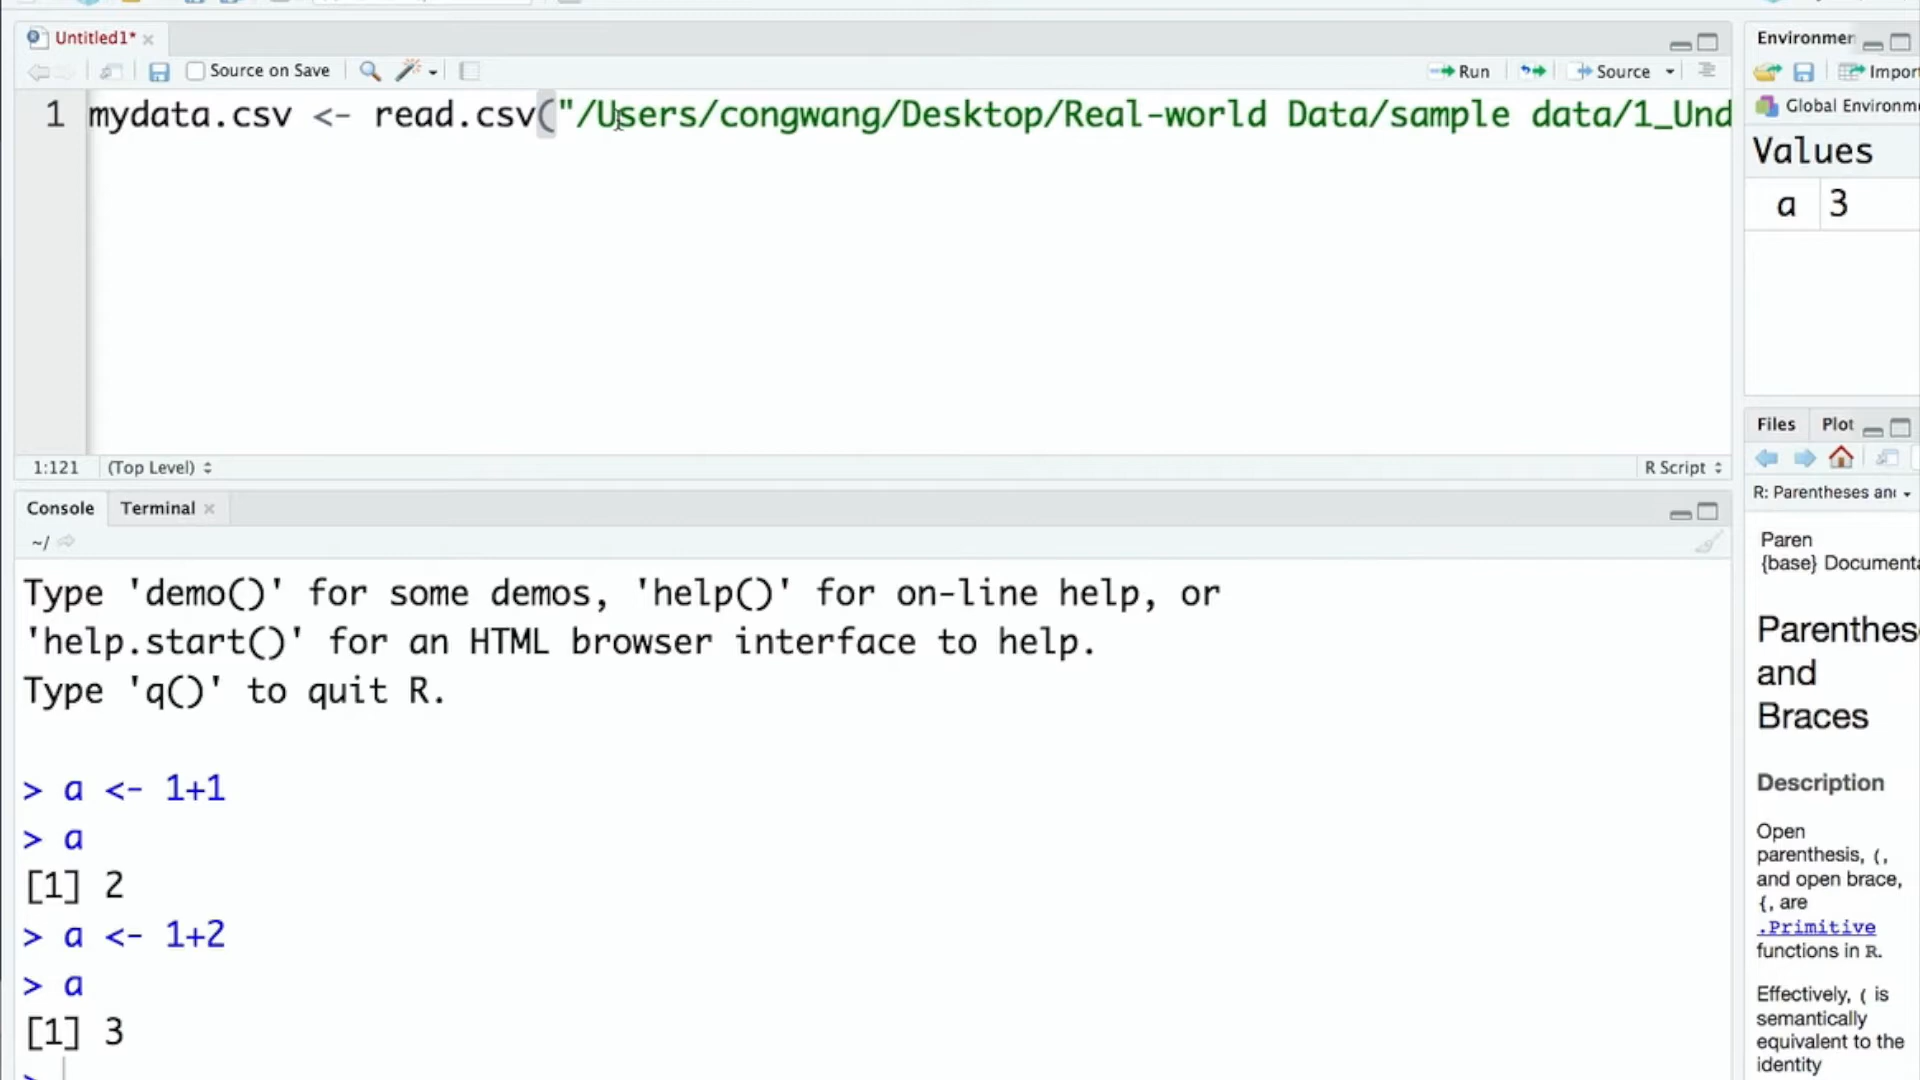 Untitled1*
Source on Save
Run
Source
1 mydata.csv <- read.csv("/Users/congwang/Desktop/Real-world Data/sample data/1_Und
1:121 (Top Level)
R Script
Console Terminal
~/
Type 'demo()' for some demos, 'help()' for on-line help, or
'help.start()' for an HTML browser interface to help.
Type 'q()' to quit R.
> a <- 1+1
> a
[1] 2
> a <- 1+2
> a
[1] 3
>
Environmen
Import
Global Environme
Values
a 3
Files Plot
R: Parentheses and
Paren
{base} Documenta
Parenthese
and
Braces
Description
Open
parenthesis, (,
and open brace,
{, are
.Primitive
functions in R.
Effectively, ( is
semantically
equivalent to the
identity